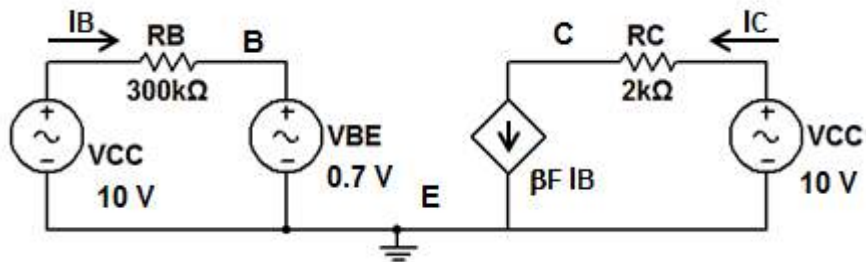 IB
RB
B
300kΩ
VCC
10 V
VBE
0.7 V
E
C
βF IB
RC
2kΩ
IC
VCC
10 V